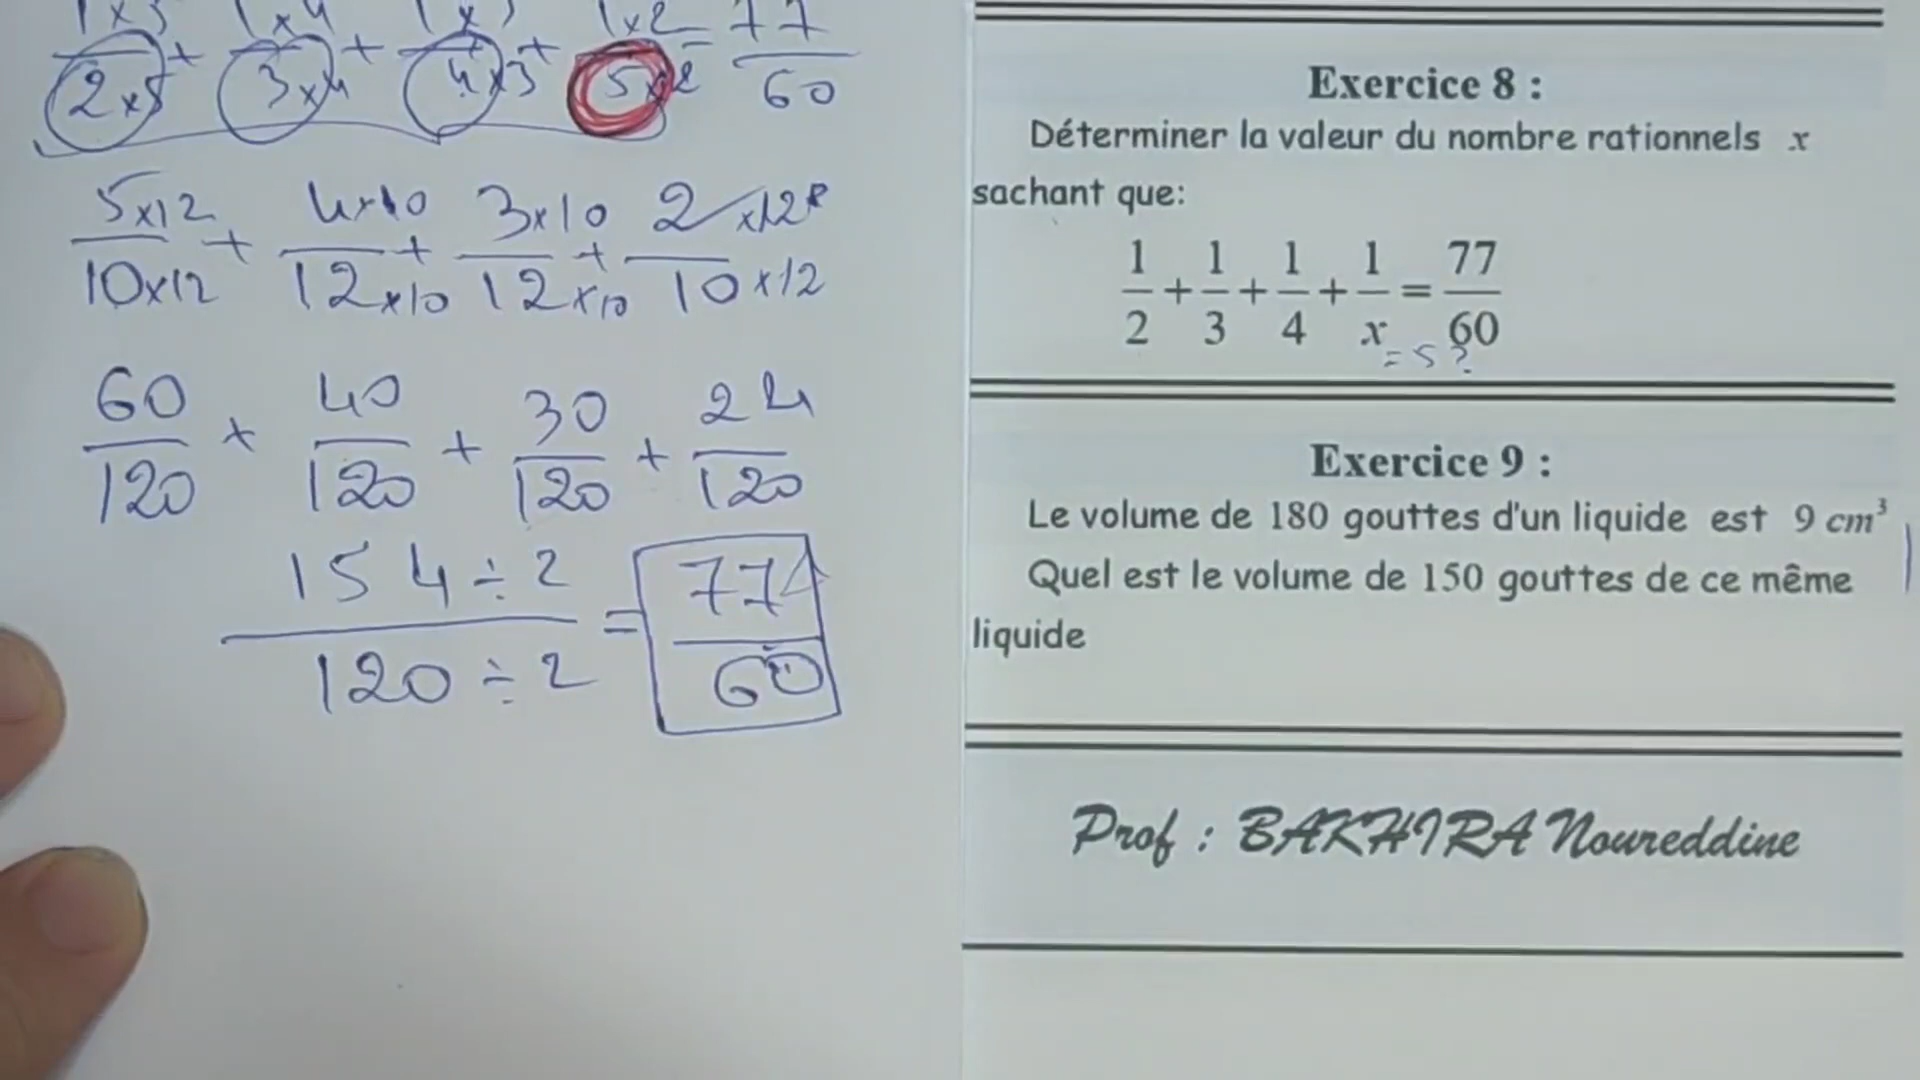 1x5/2x5 + 1x4/3x4 + 1x3/4x3 + 1x2/5x2 = 77/60
5x12/10x12 + 4x10/12x10 + 3x10/12x10 + 2x12/10x12
60/120 + 40/120 + 30/120 + 24/120
154÷2/120÷2 = 77/60
Exercice 8 :
Déterminer la valeur du nombre rationnels x
sachant que:
1/2 + 1/3 + 1/4 + 1/x = 77/60
= 5 ?
Exercice 9 :
Le volume de 180 gouttes d'un liquide est 9 cm³
Quel est le volume de 150 gouttes de ce même
liquide
Prof : BAKHIRA Noureddine